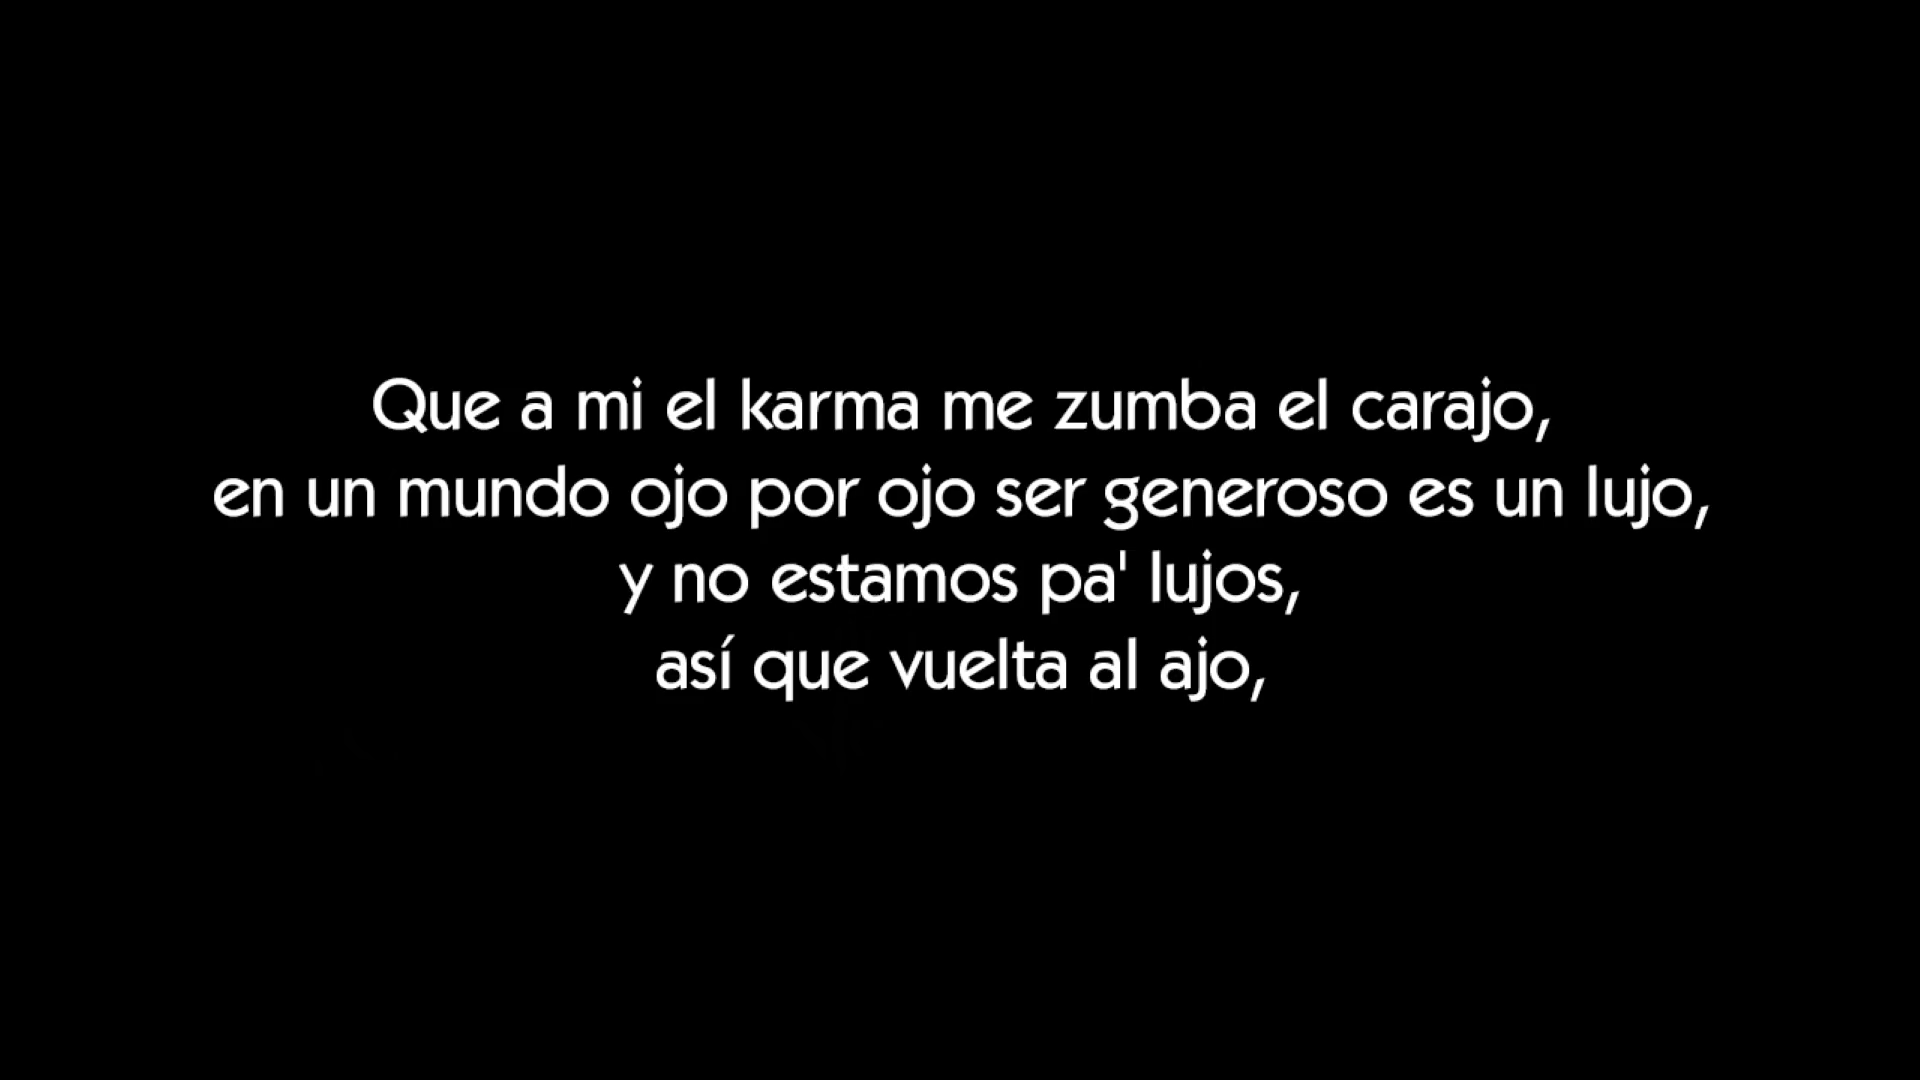 Que a mi el karma me zumba el carajo,
en un mundo ojo por ojo ser generoso es un lujo,
y no estamos pa' lujos,
así que vuelta al ajo,